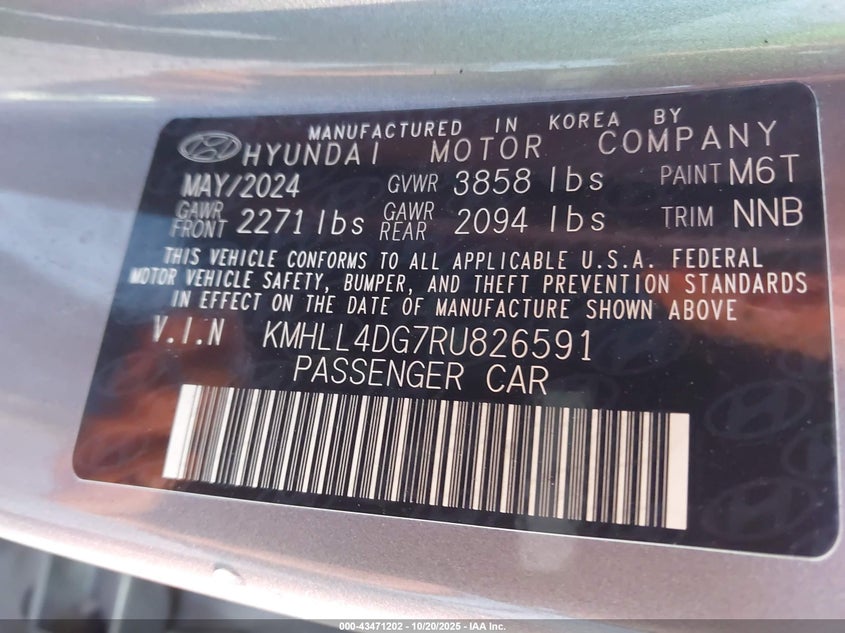 MANUFACTURED IN KOREA BY
HYUNDAI MOTOR COMPANY
MAY/2024 GVWR 3858 lbs PAINT M6T
GAWR FRONT 2271 lbs GAWR REAR 2094 lbs TRIM NNB
THIS VEHICLE CONFORMS TO ALL APPLICABLE U.S.A. FEDERAL
MOTOR VEHICLE SAFETY, BUMPER, AND THEFT PREVENTION STANDARDS
IN EFFECT ON THE DATE OF MANUFACTURE SHOWN ABOVE
V.I.N KMHLL4DG7RU826591
PASSENGER CAR
000-43471202 - 10/20/2025 - IAA Inc.